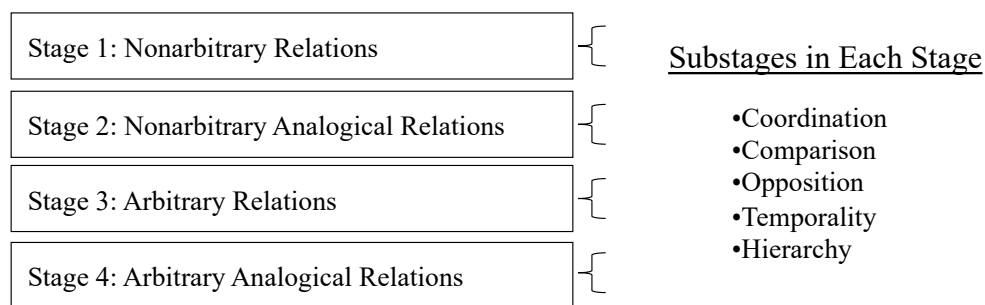 Stage 1: Nonarbitrary Relations
Stage 2: Nonarbitrary Analogical Relations
Stage 3: Arbitrary Relations
Stage 4: Arbitrary Analogical Relations
Substages in Each Stage
•Coordination
•Comparison
•Opposition
•Temporality
•Hierarchy